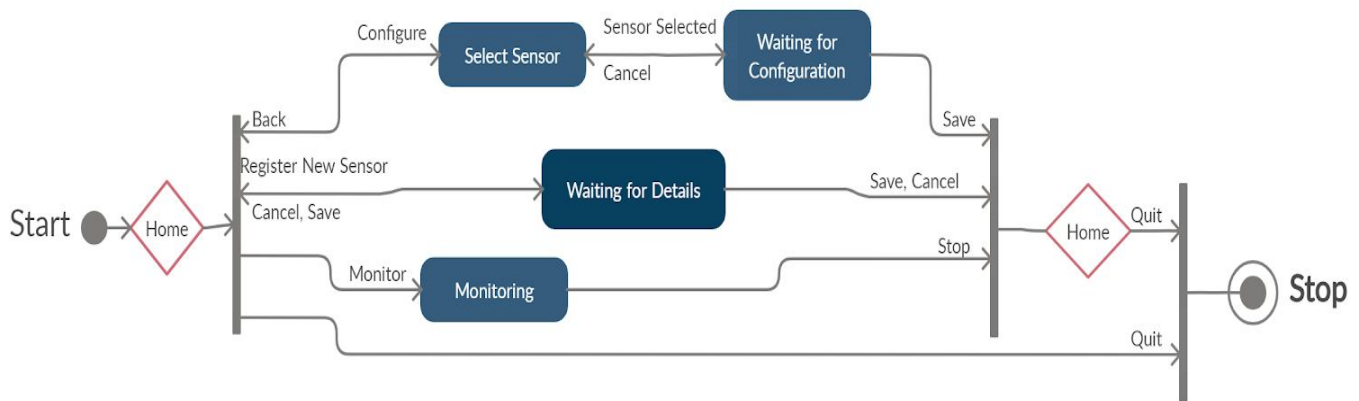 Configure
Select Sensor
Sensor Selected
Cancel
Waiting for
Configuration
Back
Save
Register New Sensor
Waiting for Details
Save, Cancel
Cancel, Save
Start
Home
Monitor
Monitoring
Stop
Home
Quit
Stop
Quit